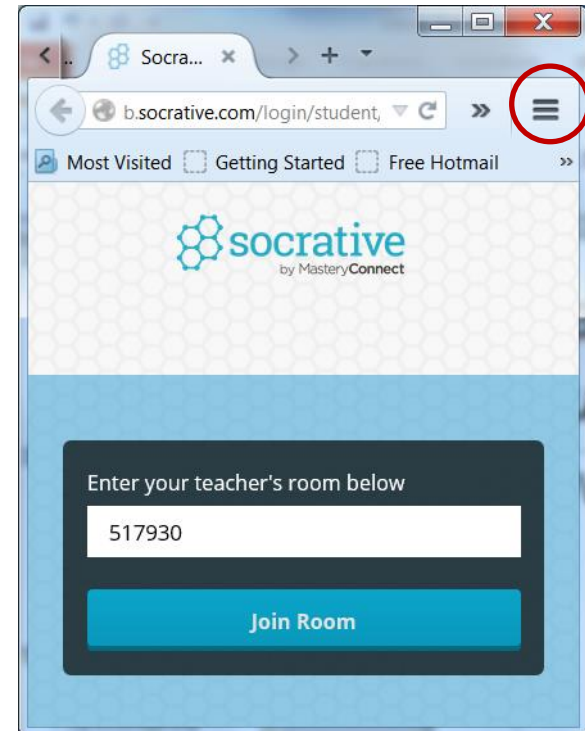 Socra...
b.socrative.com/login/student,
Most Visited Getting Started Free Hotmail
socrative
by MasteryConnect
Enter your teacher's room below
517930
Join Room